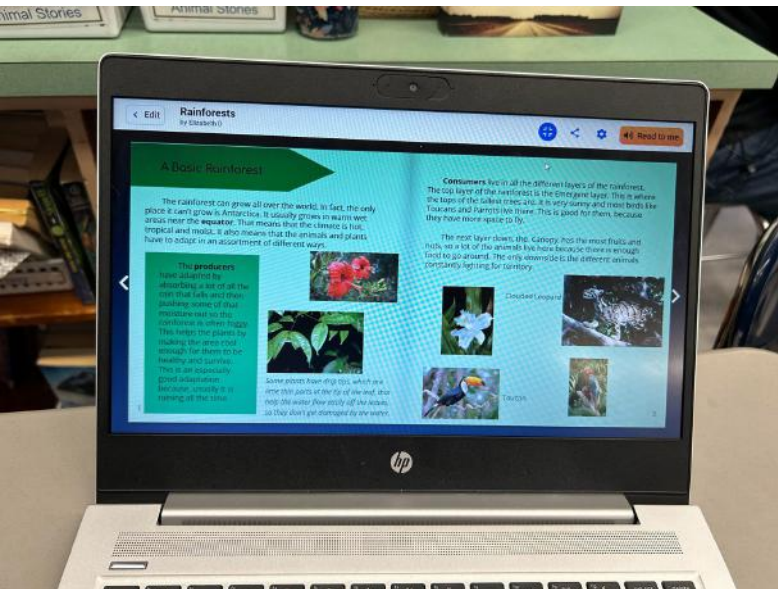 Animal Stories
Animal Stories
< Edit
Rainforests
by Elizabeth
Read to me
A Basic Rainforest
The rainforest can grow all over the world, in fact, the only
place it can't grow is Antarctica. It usually grows in warm wet
areas near the equator. That means that the climate is hot,
tropical and moist. It also means that the animals and plants
have to adapt in an assortment of different ways.
The producers
have adapted by
absorbing a lot of all the
rain that falls and then
pushing some of that
moisture out so the
rainforest is often foggy.
This helps the plants by
making the area cool
enough for them to be
healthy and survive.
This is an especially
good adaptation
because, usually it is
raining all the time.
Some plants have drip tips, which are
little thin parts at the tip of the leaf, that
help the water flow easily off the leaves,
so they don't get damaged by the water.
Consumers live in all the different layers of the rainforest.
The top layer of the rainforest is the Emergent layer. This is where
the tops of the tallest trees are. It is very sunny and most birds like
Toucans and Parrots live there. This is good for them, because
they have more space to fly.
The next layer down, the Canopy, has the most fruits and
nuts, so a lot of the animals live here because there is enough
food to go around. The only downside is the different animals
constantly fighting for territory.
Clouded Leopard
Toucan
hp